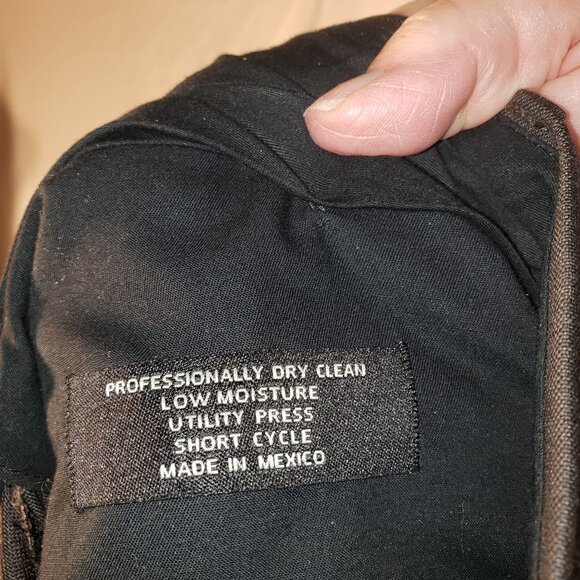 PROFESSIONALLY DRY CLEAN
LOW MOISTURE
UTILITY PRESS
SHORT CYCLE
MADE IN MEXICO